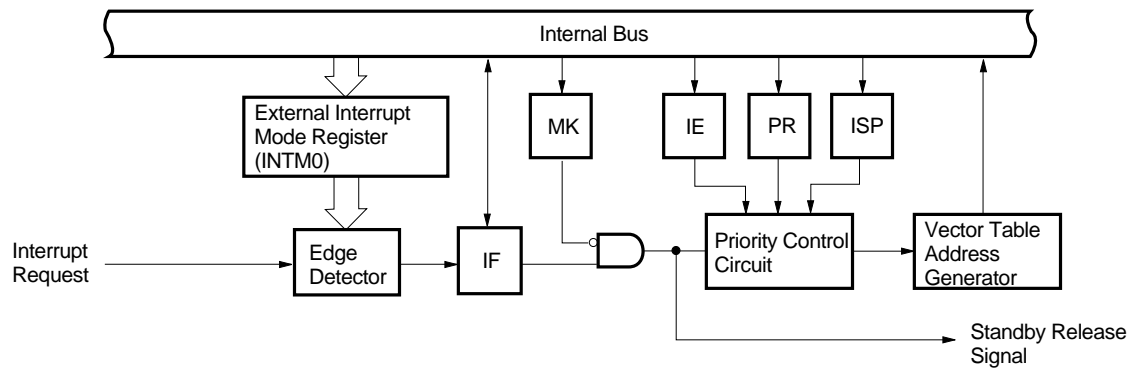 Internal Bus
External Interrupt
Mode Register
(INTM0)
MK
IE
PR
ISP
Interrupt
Request
Edge
Detector
IF
Priority Control
Circuit
Vector Table
Address
Generator
Standby Release
Signal